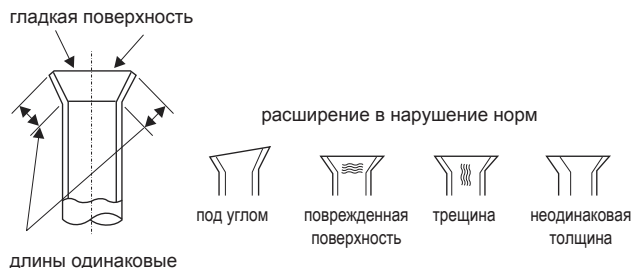 гладкая поверхность
расширение в нарушение норм
под углом
поврежденная
поверхность
трещина
неодинаковая
толщина
длины одинаковые